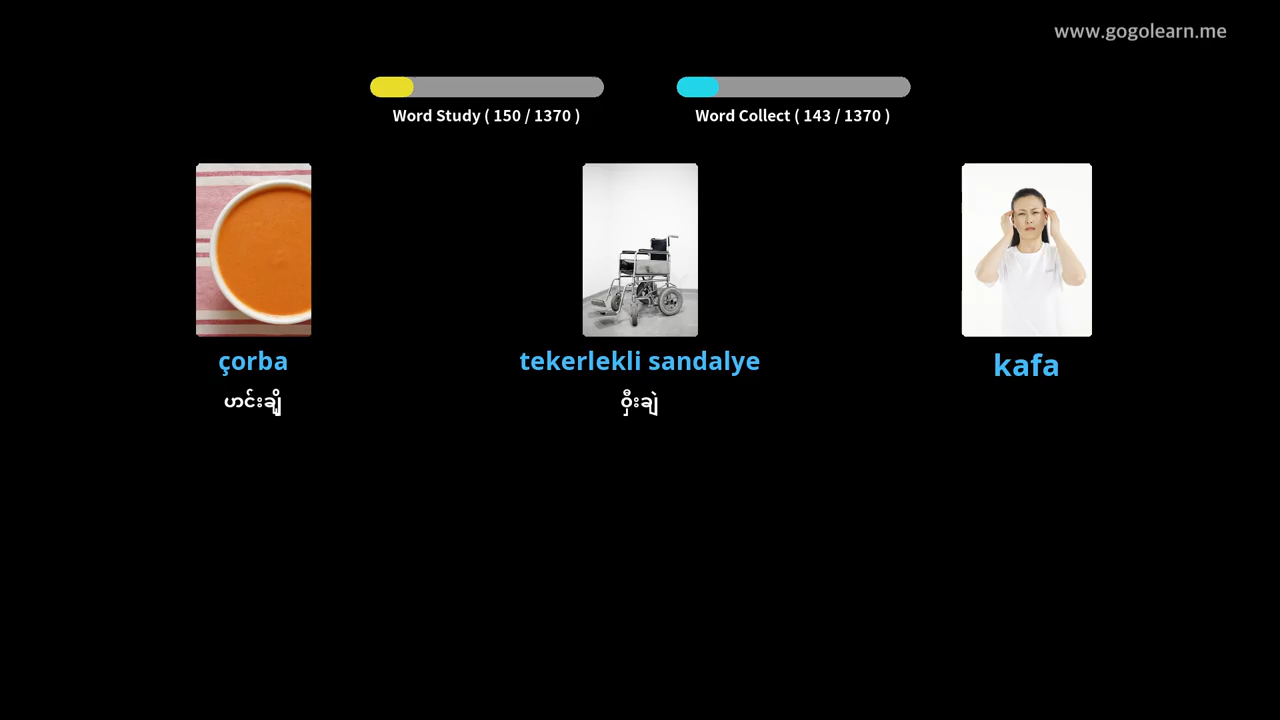 www.gogolearn.me
Word Study ( 150 / 1370 )
Word Collect ( 143 / 1370 )
çorba
tekerlekli sandalye
kafa
ဟင်းချို
ဝှီးချဲ